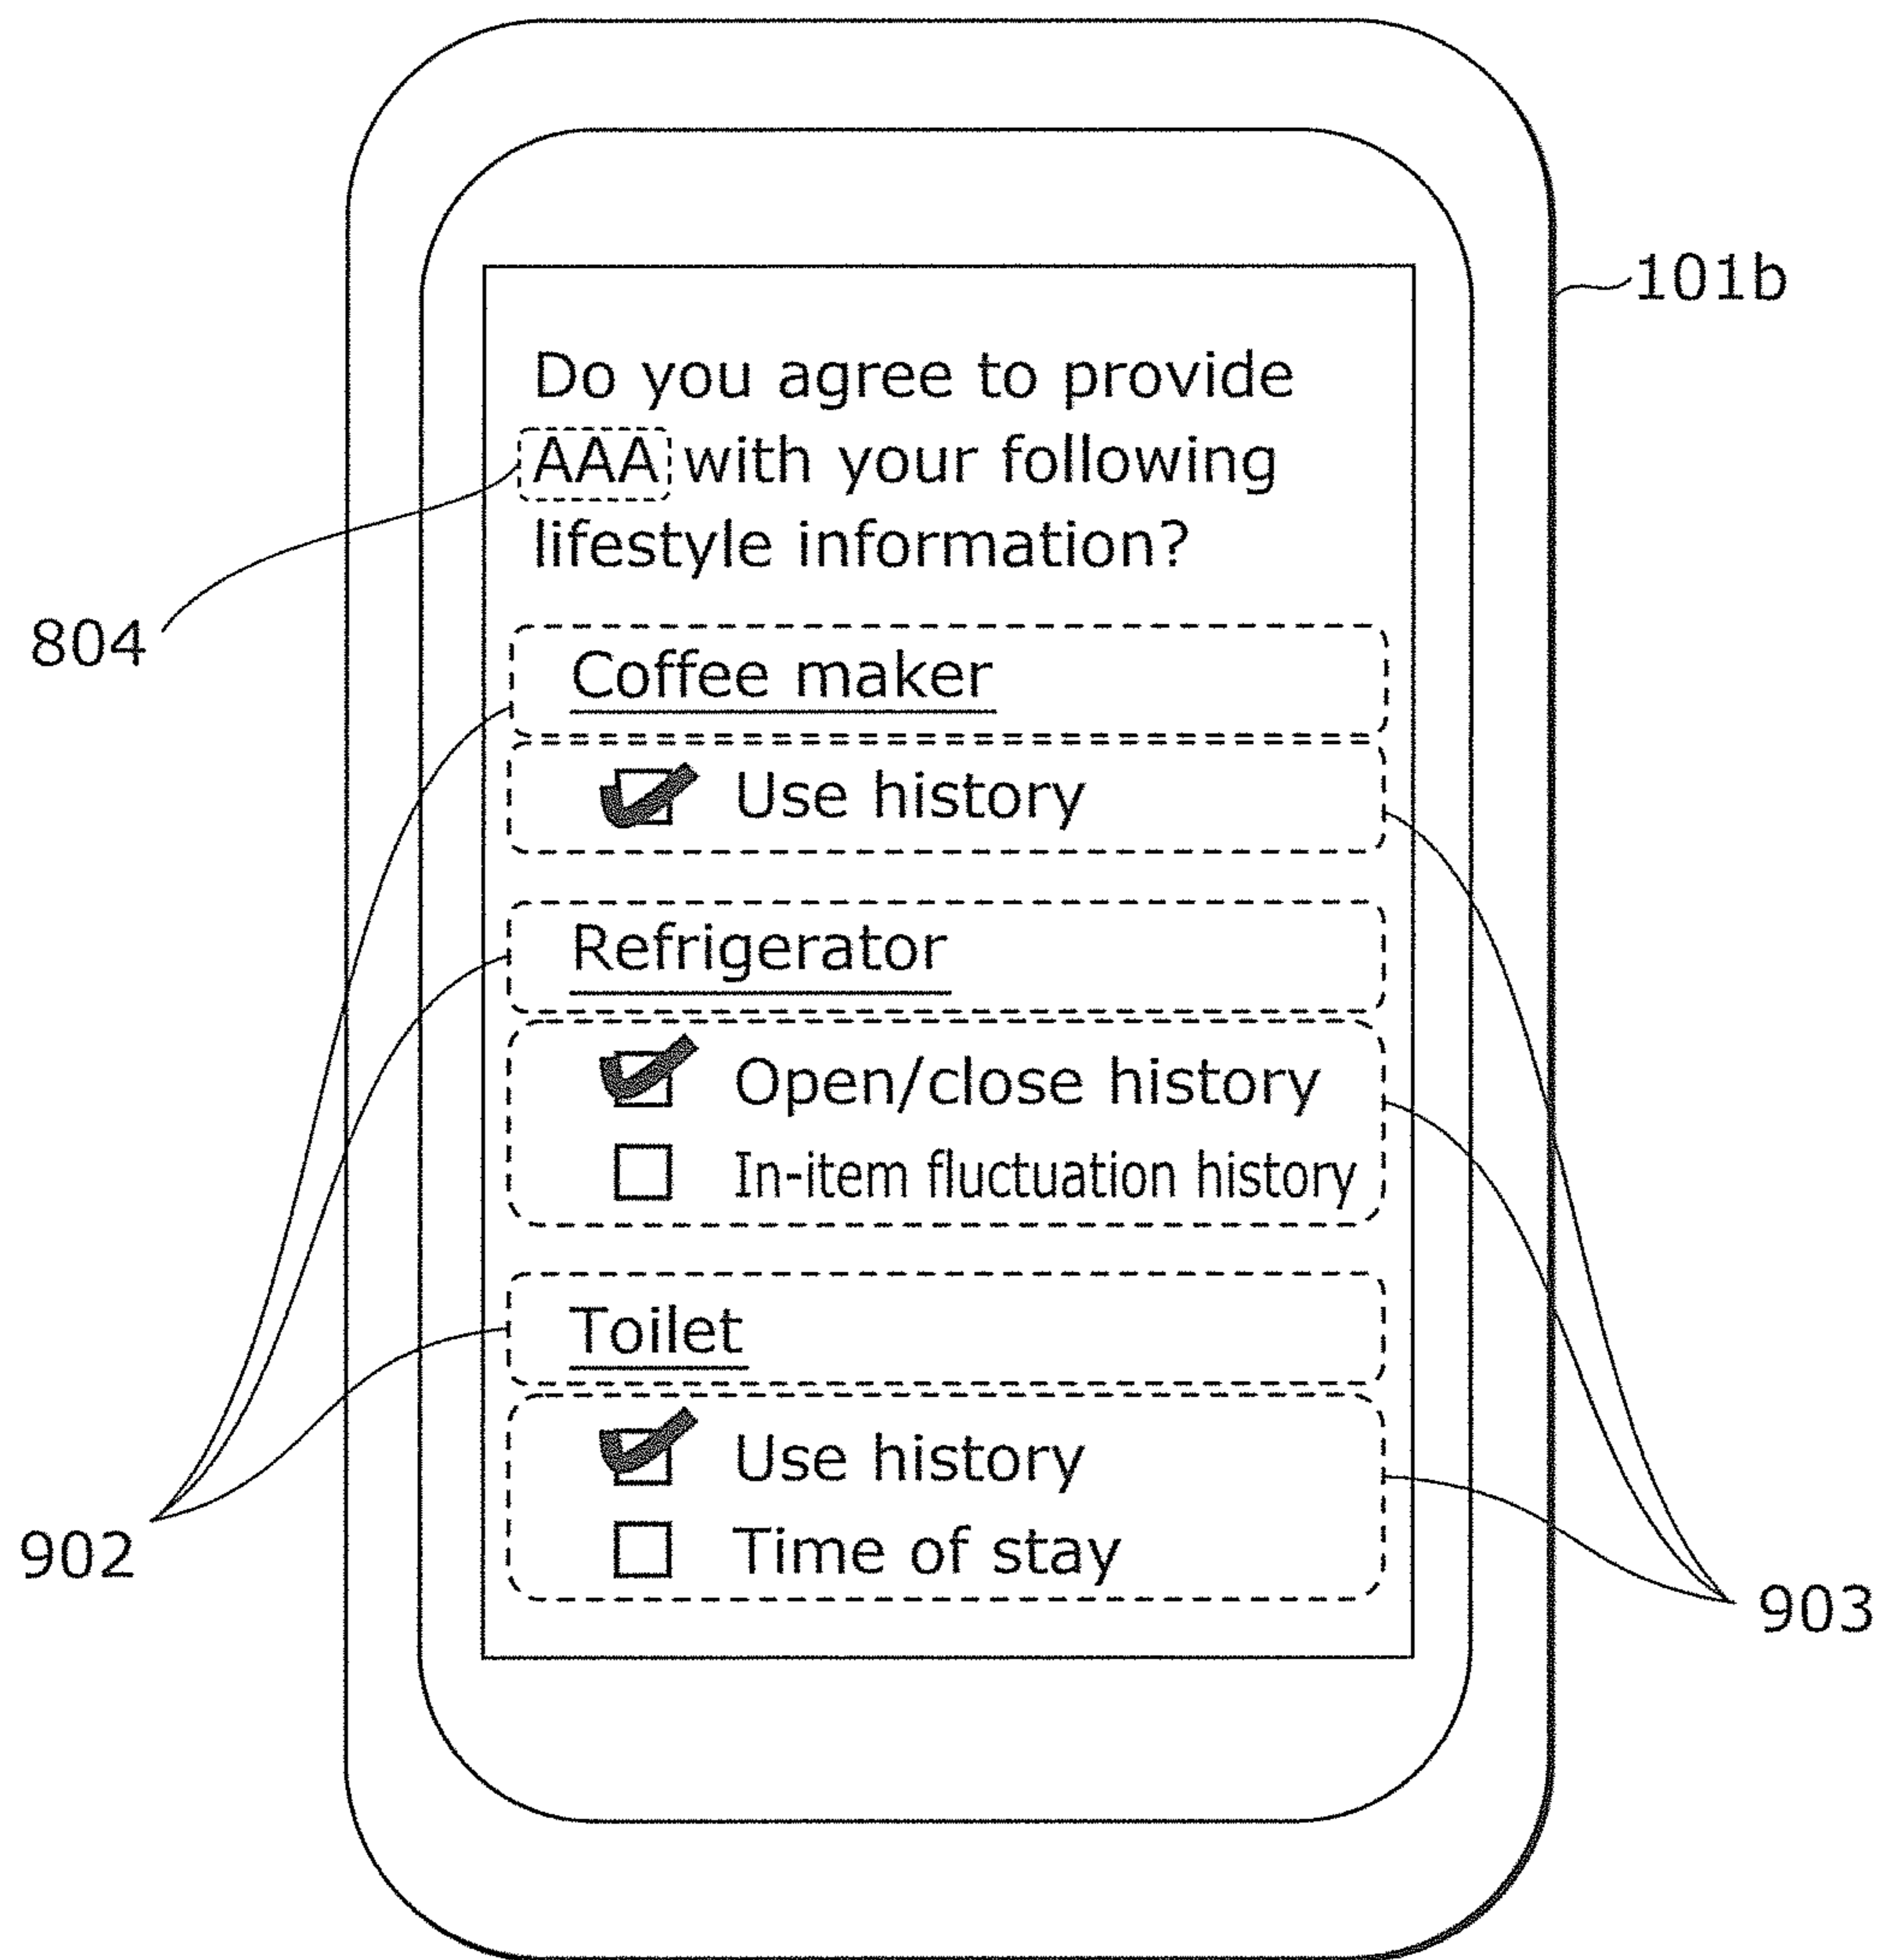 101b
Do you agree to provide
AAA with your following
lifestyle information?
804
Coffee maker
Use history
Refrigerator
Open/close history
In-item fluctuation history
Toilet
Use history
Time of stay
902
903